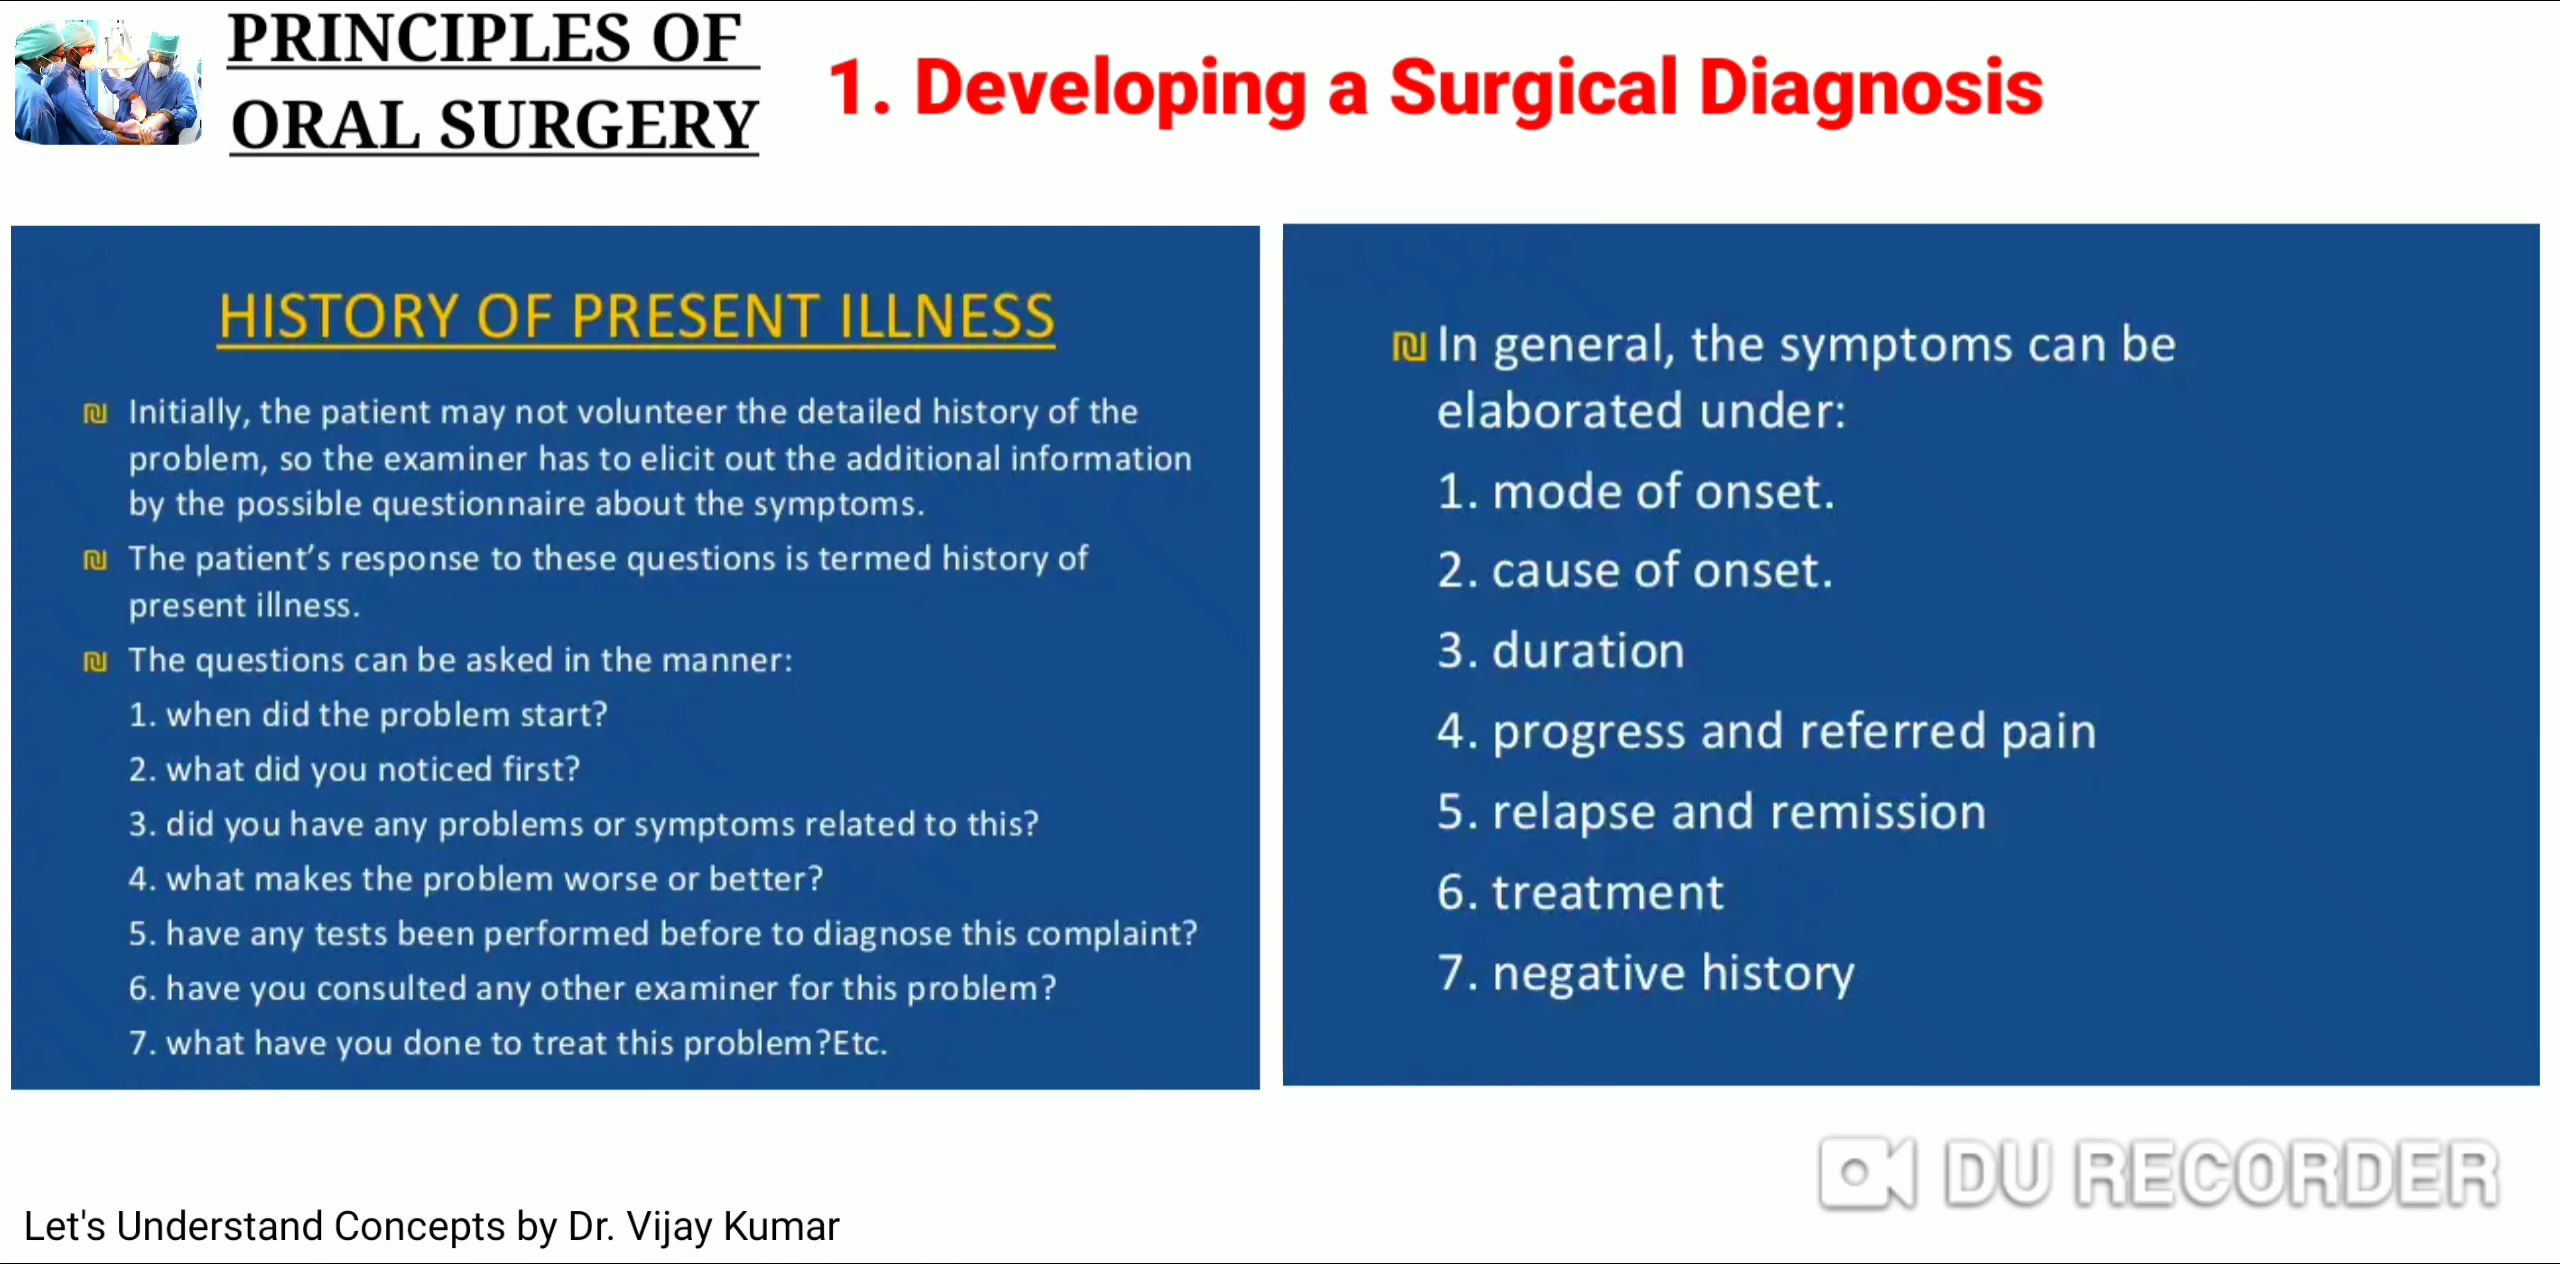 PRINCIPLES OF
ORAL SURGERY
1. Developing a Surgical Diagnosis
HISTORY OF PRESENT ILLNESS
₪ Initially, the patient may not volunteer the detailed history of the
problem, so the examiner has to elicit out the additional information
by the possible questionnaire about the symptoms.
₪ The patient’s response to these questions is termed history of
present illness.
₪ The questions can be asked in the manner:
1. when did the problem start?
2. what did you noticed first?
3. did you have any problems or symptoms related to this?
4. what makes the problem worse or better?
5. have any tests been performed before to diagnose this complaint?
6. have you consulted any other examiner for this problem?
7. what have you done to treat this problem?Etc.
₪ In general, the symptoms can be
elaborated under:
1. mode of onset.
2. cause of onset.
3. duration
4. progress and referred pain
5. relapse and remission
6. treatment
7. negative history
DU RECORDER
Let's Understand Concepts by Dr. Vijay Kumar